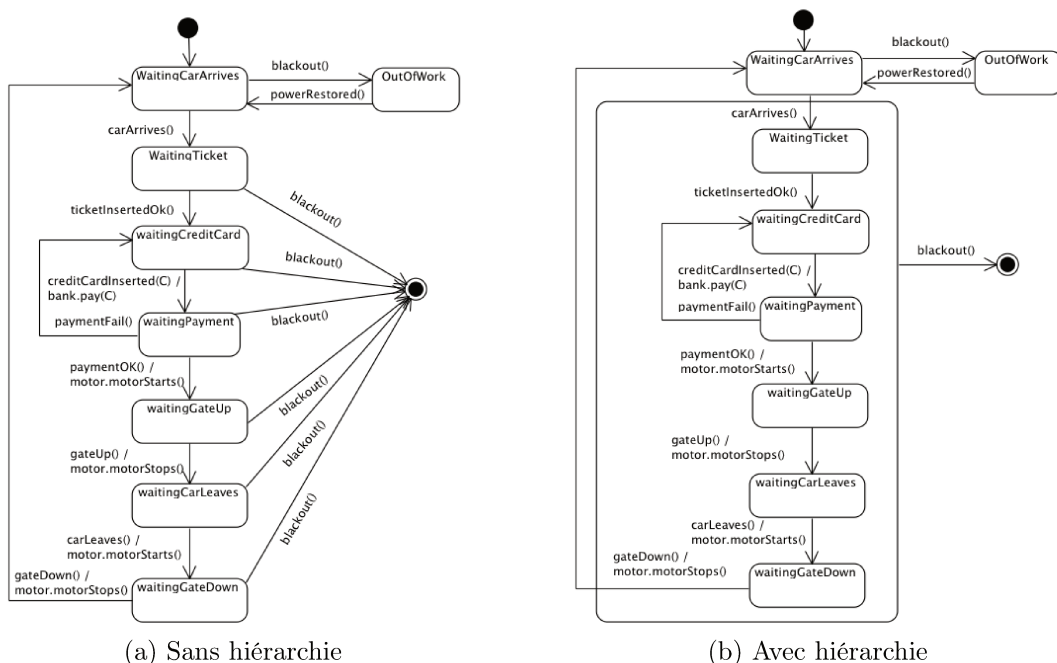 blackout()
WaitingCarArrives
OutOfWork
powerRestored()
carArrives()
WaitingTicket
blackout()
ticketInsertedOk()
waitingCreditCard
blackout()
creditCardInserted(C) /
bank.pay(C)
waitingPayment
blackout()
paymentFail()
paymentOK() /
motor.motorStarts()
waitingGateUp
blackout()
gateUp() /
motor.motorStops()
blackout()
waitingCarLeaves
blackout()
carLeaves() /
motor.motorStarts()
gateDown() /
motor.motorStops()
waitingGateDown
(a) Sans hiérarchie
blackout()
WaitingCarArrives
OutOfWork
powerRestored()
carArrives()
WaitingTicket
ticketInsertedOk()
waitingCreditCard
blackout()
creditCardInserted(C) /
bank.pay(C)
waitingPayment
paymentFail()
paymentOK() /
motor.motorStarts()
waitingGateUp
gateUp() /
motor.motorStops()
waitingCarLeaves
carLeaves() /
motor.motorStarts()
gateDown() /
motor.motorStops()
waitingGateDown
(b) Avec hiérarchie